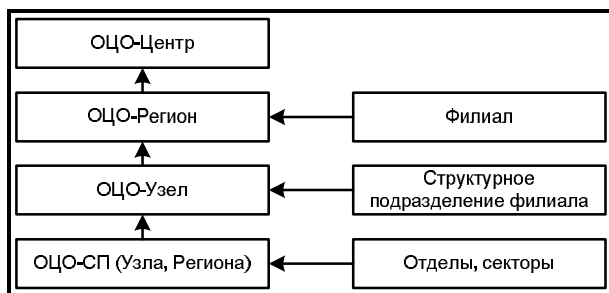 ОЦО-Центр
ОЦО-Регион
Филиал
ОЦО-Узел
Структурное
подразделение филиала
ОЦО-СП (Узла, Региона)
Отделы, секторы